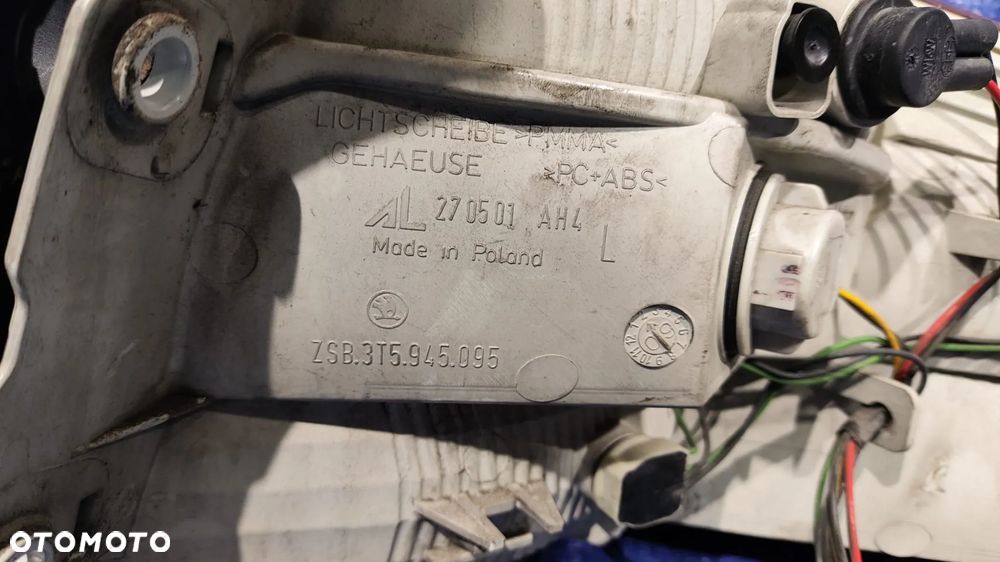 LICHTSCHEIBE >PMMA<
GEHAEUSE >PC+ABS<
AL 27 05 01 AH4
L
Made in Poland
ZSB.3T5.945.095
OTOMOTO